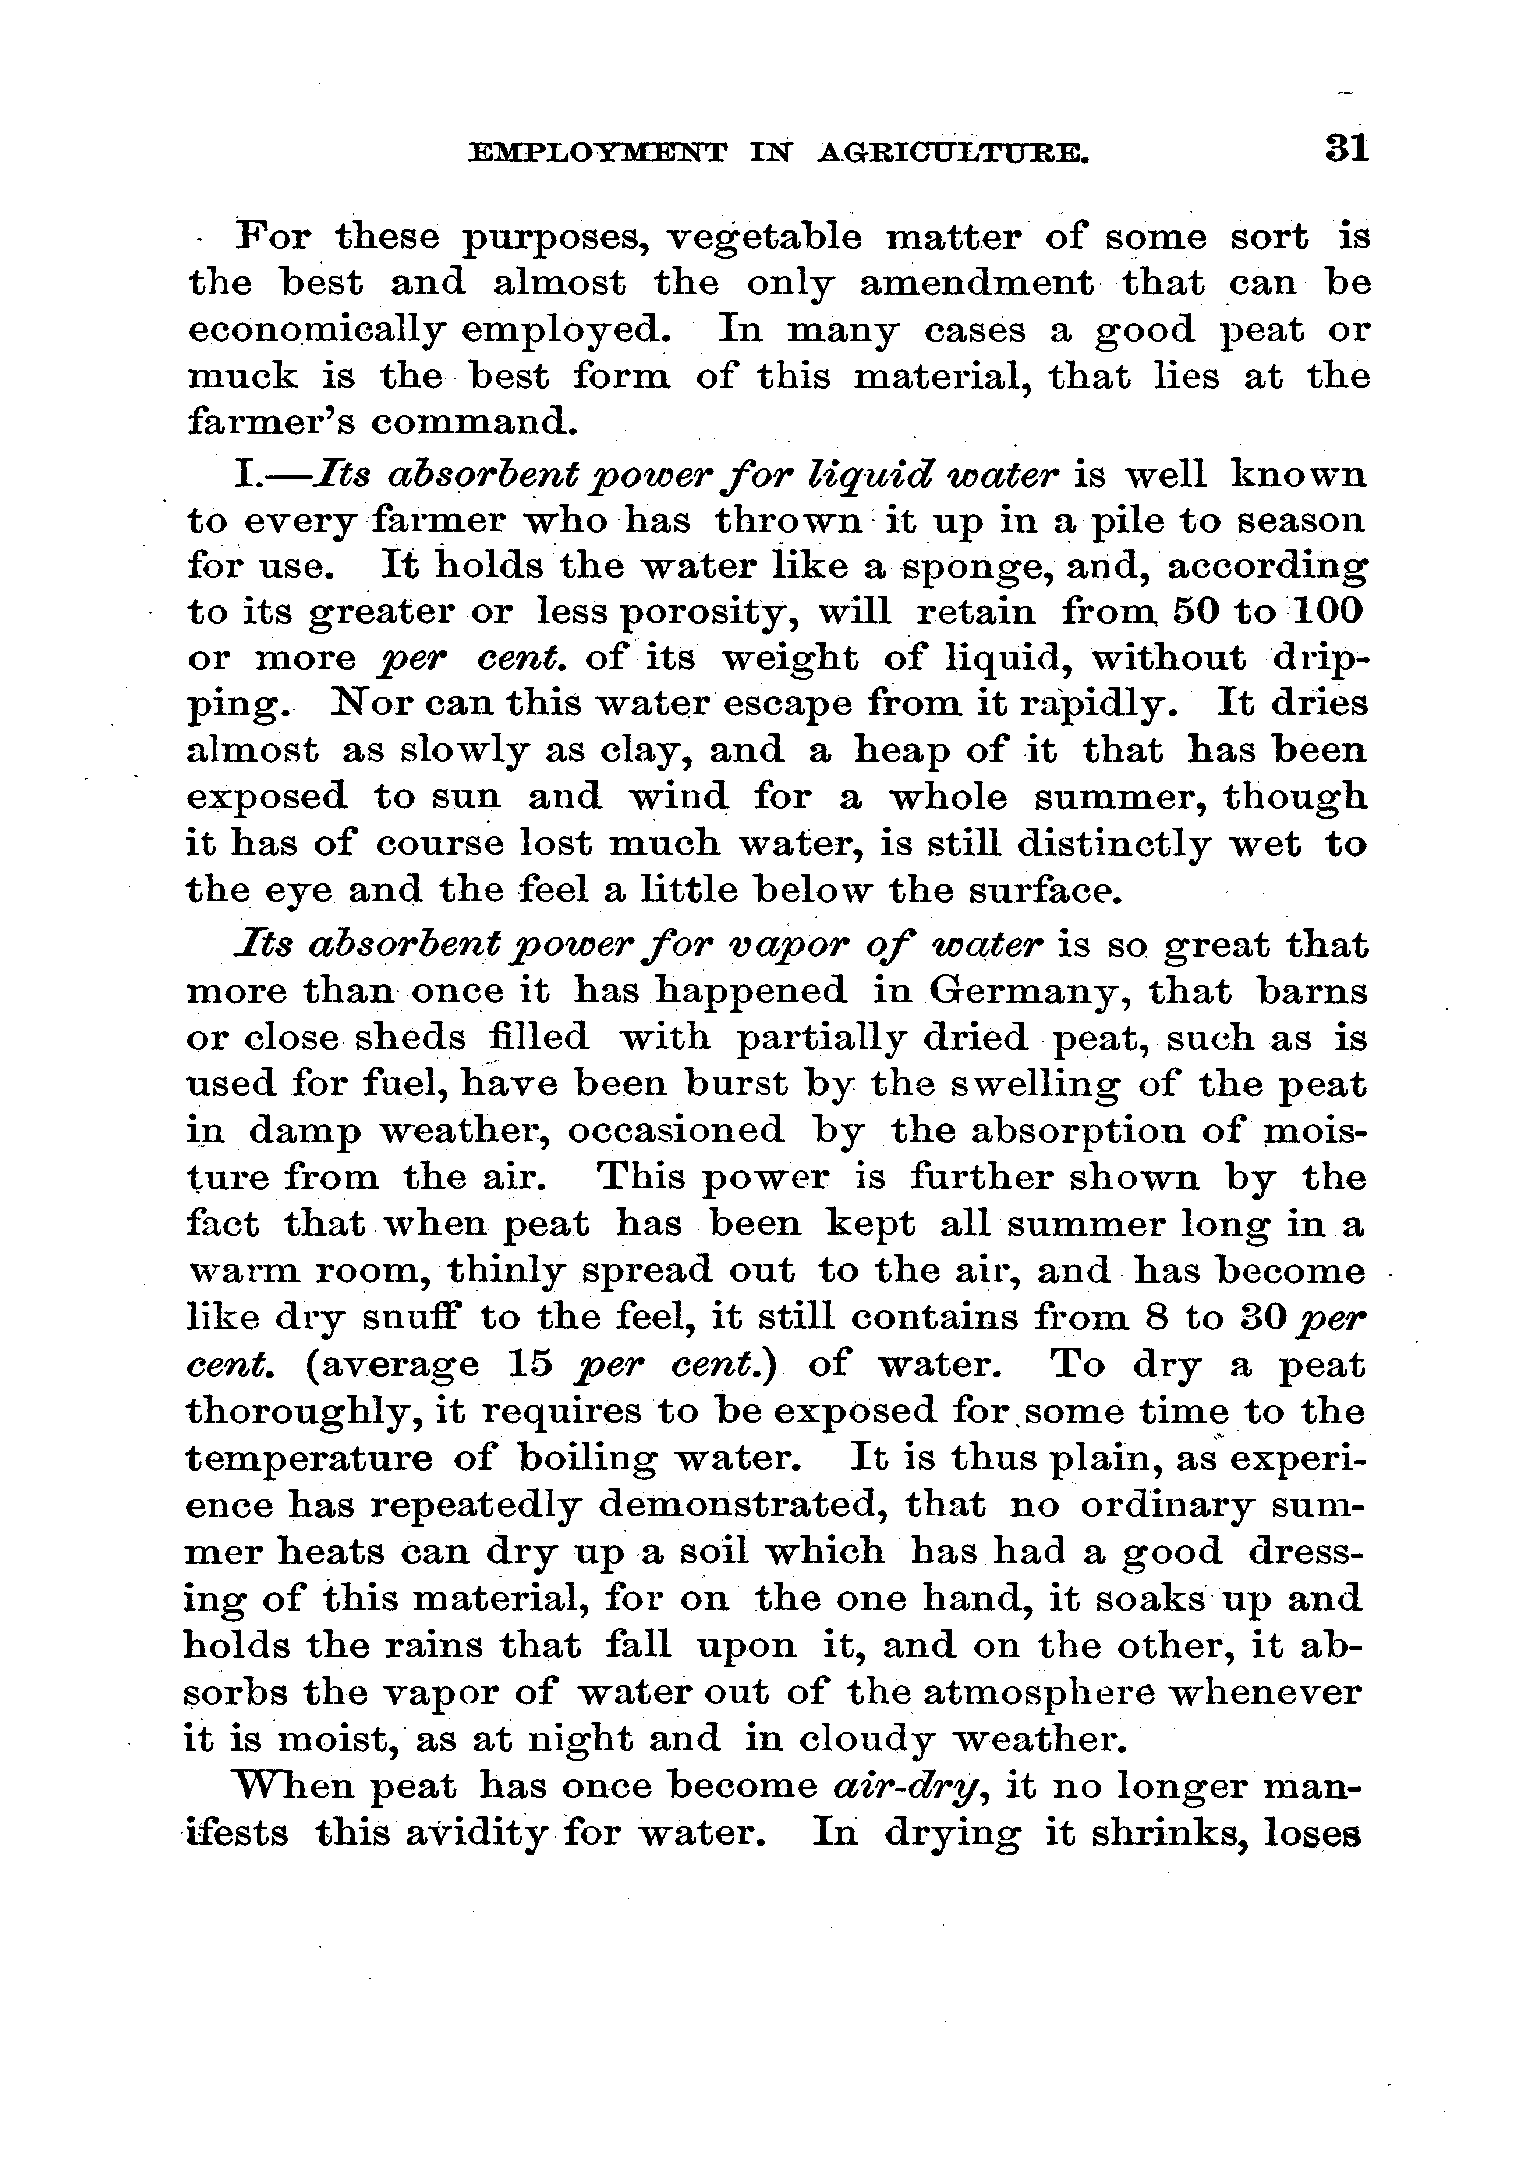 EMPLOYMENT IN AGRICULTURE. 31
For these purposes, vegetable matter of some sort is
the best and almost the only amendment that can be
economically employed. In many cases a good peat or
muck is the best form of this material, that lies at the
farmer's command.
I.—Its absorbent power for liquid water is well known
to every farmer who has thrown it up in a pile to season
for use. It holds the water like a sponge, and, according
to its greater or less porosity, will retain from 50 to 100
or more per cent. of its weight of liquid, without drip-
ping. Nor can this water escape from it rapidly. It dries
almost as slowly as clay, and a heap of it that has been
exposed to sun and wind for a whole summer, though
it has of course lost much water, is still distinctly wet to
the eye and the feel a little below the surface.
Its absorbent power for vapor of water is so great that
more than once it has happened in Germany, that barns
or close sheds filled with partially dried peat, such as is
used for fuel, have been burst by the swelling of the peat
in damp weather, occasioned by the absorption of mois-
ture from the air. This power is further shown by the
fact that when peat has been kept all summer long in a
warm room, thinly spread out to the air, and has become
like dry snuff to the feel, it still contains from 8 to 30 per
cent. (average 15 per cent.) of water. To dry a peat
thoroughly, it requires to be exposed for some time to the
temperature of boiling water. It is thus plain, as experi-
ence has repeatedly demonstrated, that no ordinary sum-
mer heats can dry up a soil which has had a good dress-
ing of this material, for on the one hand, it soaks up and
holds the rains that fall upon it, and on the other, it ab-
sorbs the vapor of water out of the atmosphere whenever
it is moist, as at night and in cloudy weather.
When peat has once become air-dry, it no longer man-
ifests this avidity for water. In drying it shrinks, loses